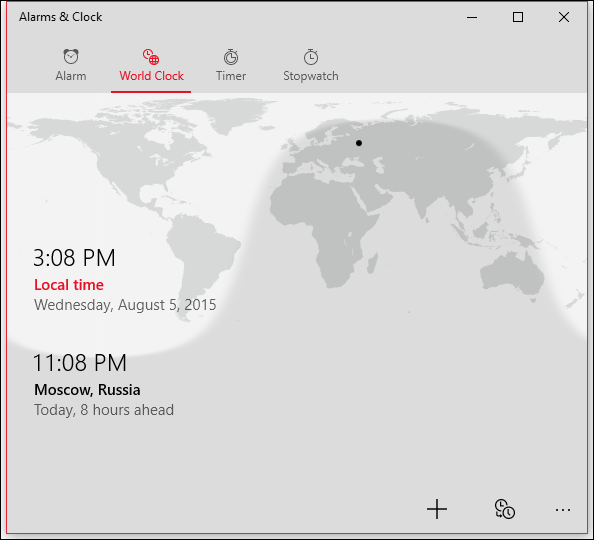 Alarms & Clock
Alarm
World Clock
Timer
Stopwatch
3:08 PM
Local time
Wednesday, August 5, 2015
11:08 PM
Moscow, Russia
Today, 8 hours ahead